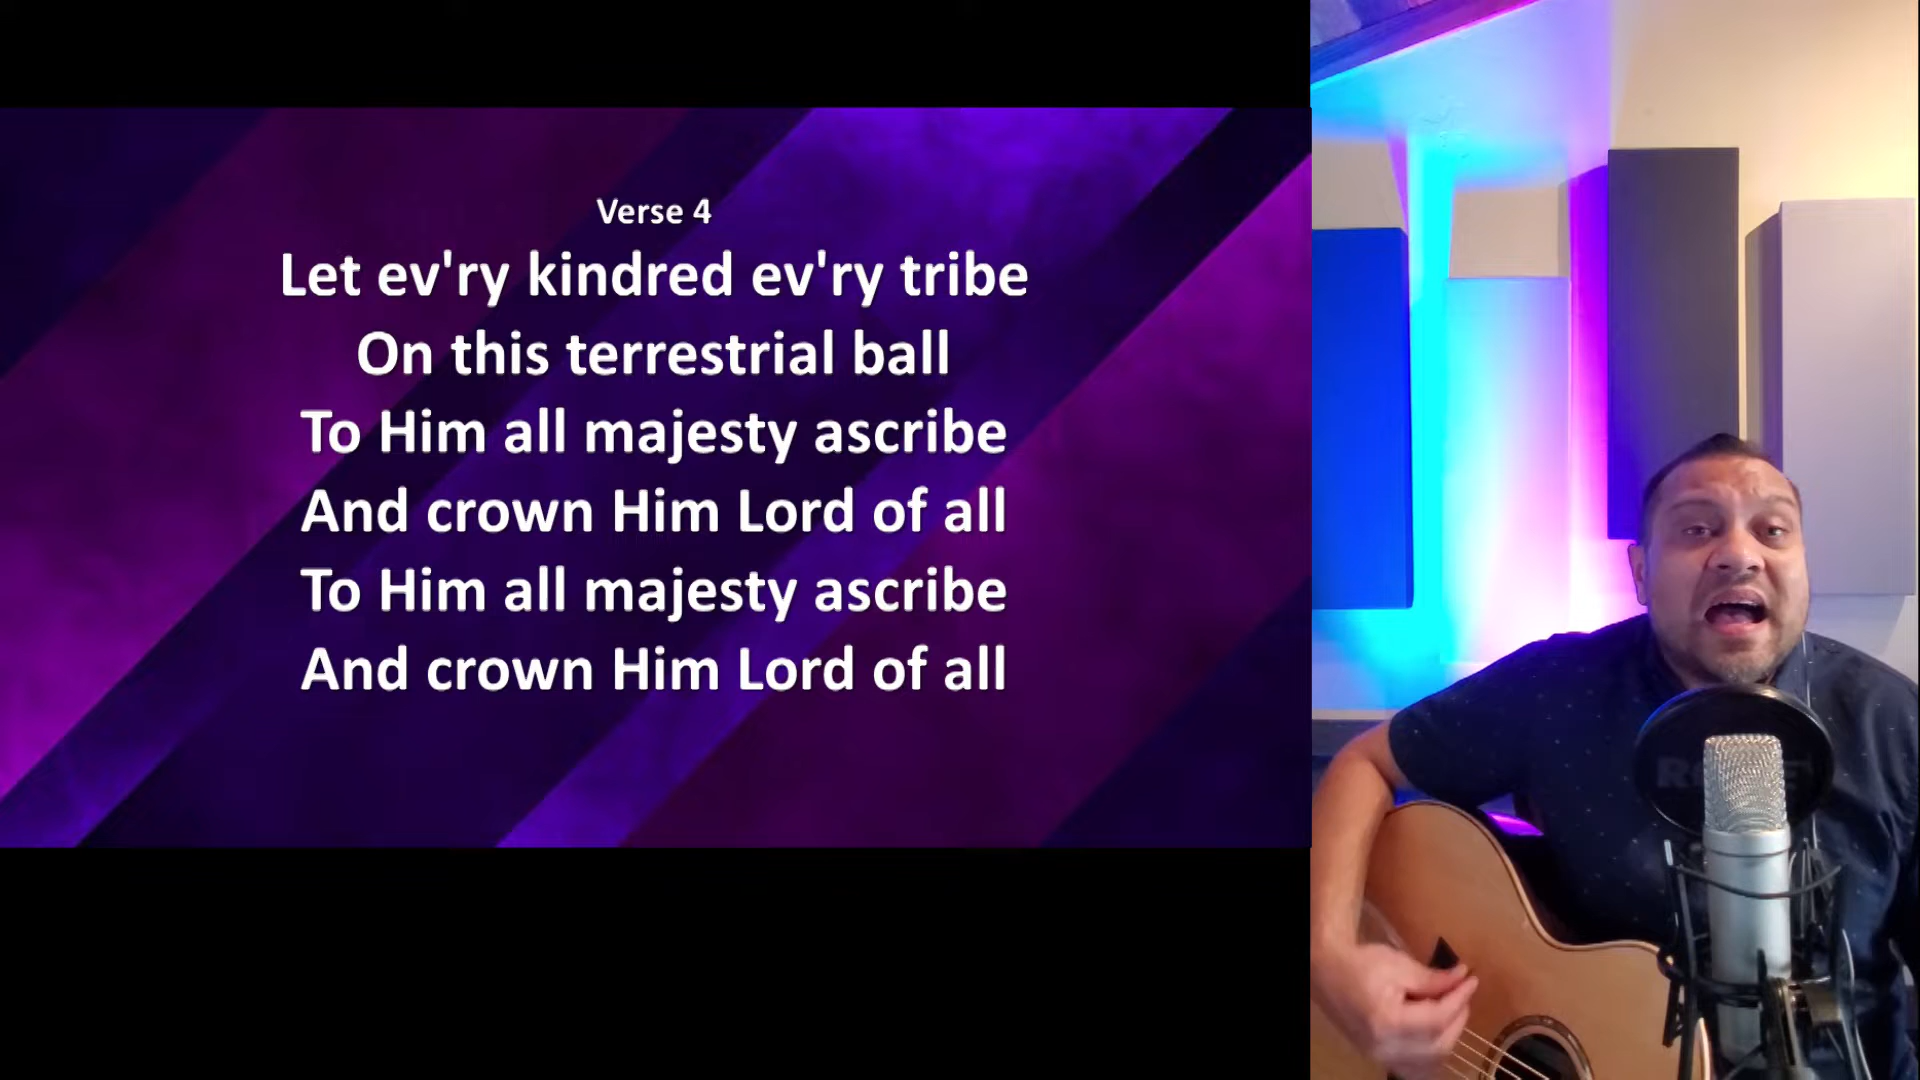 Verse 4
Let ev'ry kindred ev'ry tribe
On this terrestrial ball
To Him all majesty ascribe
And crown Him Lord of all
To Him all majesty ascribe
And crown Him Lord of all